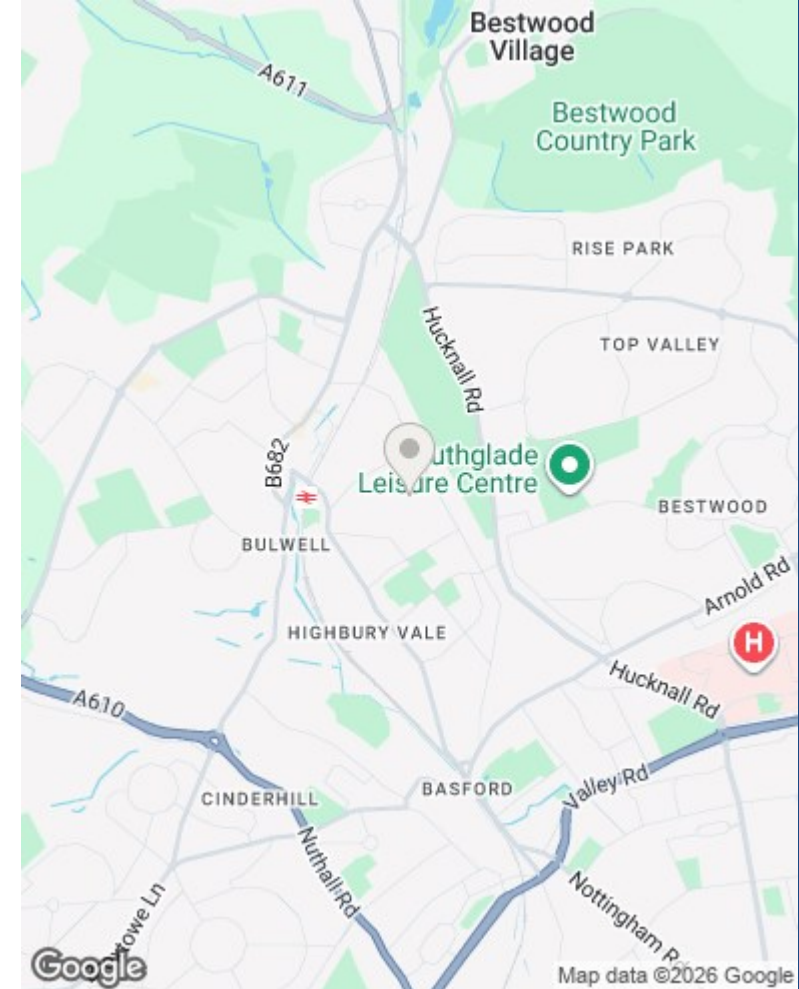 Bestwood
Village
A611
Bestwood
Country Park
RISE PARK
Hucknall Rd
TOP VALLEY
B682
uthglade
Leisure Centre
BESTWOOD
BULWELL
Arnold Rd
HIGHBURY VALE
H
Hucknall Rd
A610
Valley Rd
BASFORD
CINDERHILL
Nuthall Rd
Nottingham Rd
towe Ln
Google
Map data ©2026 Google